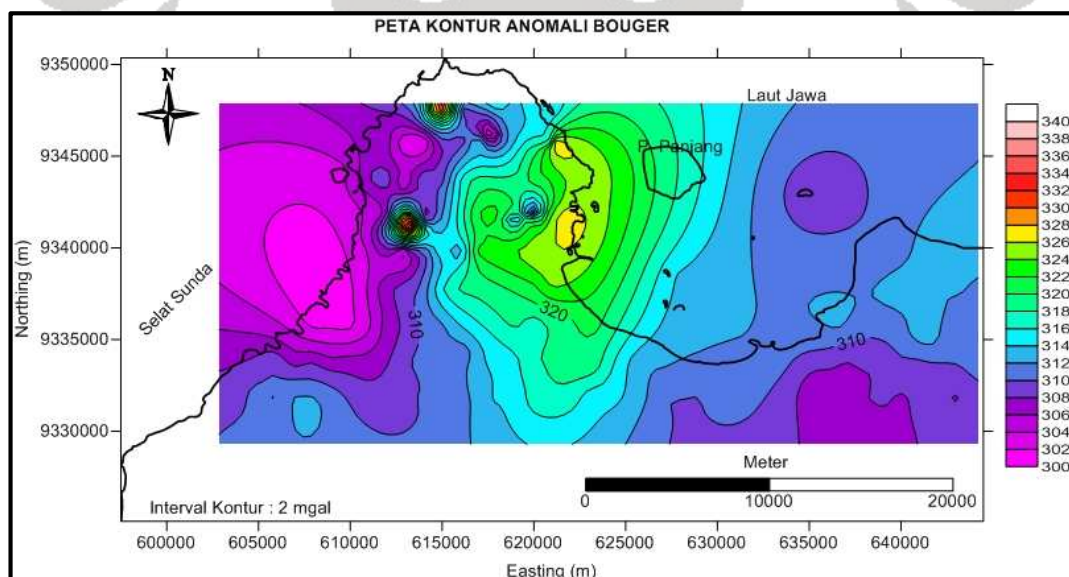 PETA KONTUR ANOMALI BOUGER
N
Laut Jawa
P. Panjang
Selat Sunda
310
320
310
9350000
9345000
9340000
9335000
9330000
Northing (m)
Interval Kontur : 2 mgal
Meter
0 10000 20000
600000 605000 610000 615000 620000 625000 630000 635000 640000
Easting (m)
340
338
336
334
332
330
328
326
324
322
320
316
314
312
310
308
304
302
300